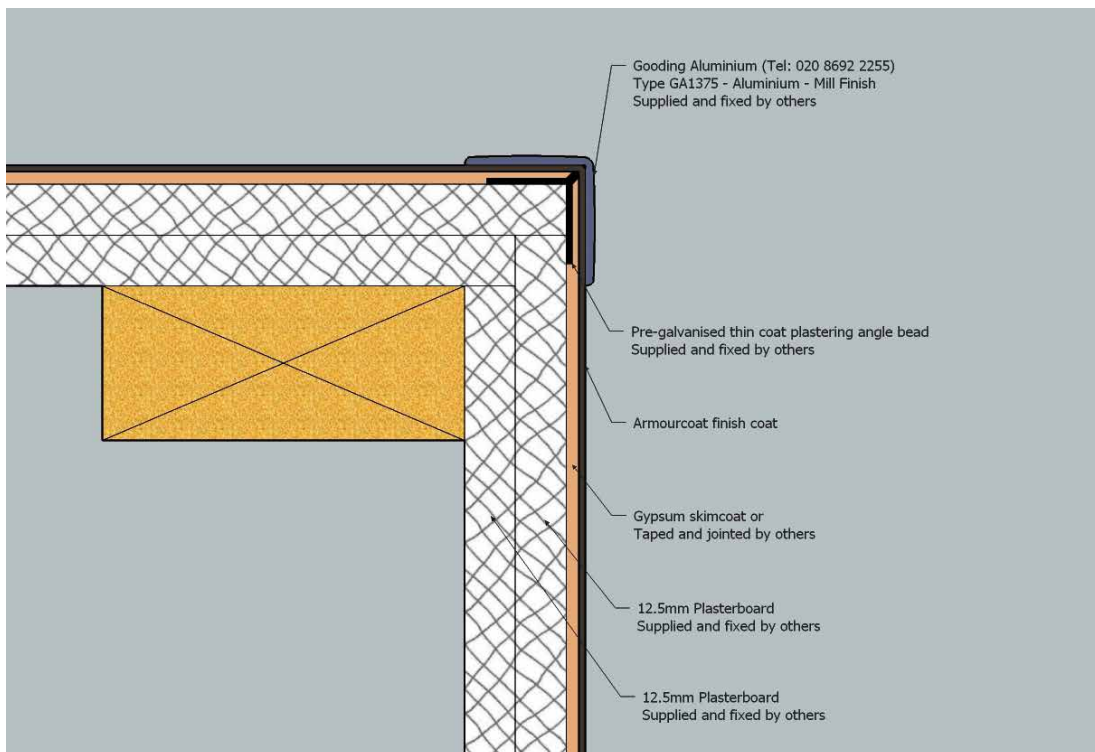 Gooding Aluminium (Tel: 020 8692 2255)
Type GA1375 - Aluminium - Mill Finish
Supplied and fixed by others
Pre-galvanised thin coat plastering angle bead
Supplied and fixed by others
Armourcoat finish coat
Gypsum skimcoat or
Taped and jointed by others
12.5mm Plasterboard
Supplied and fixed by others
12.5mm Plasterboard
Supplied and fixed by others